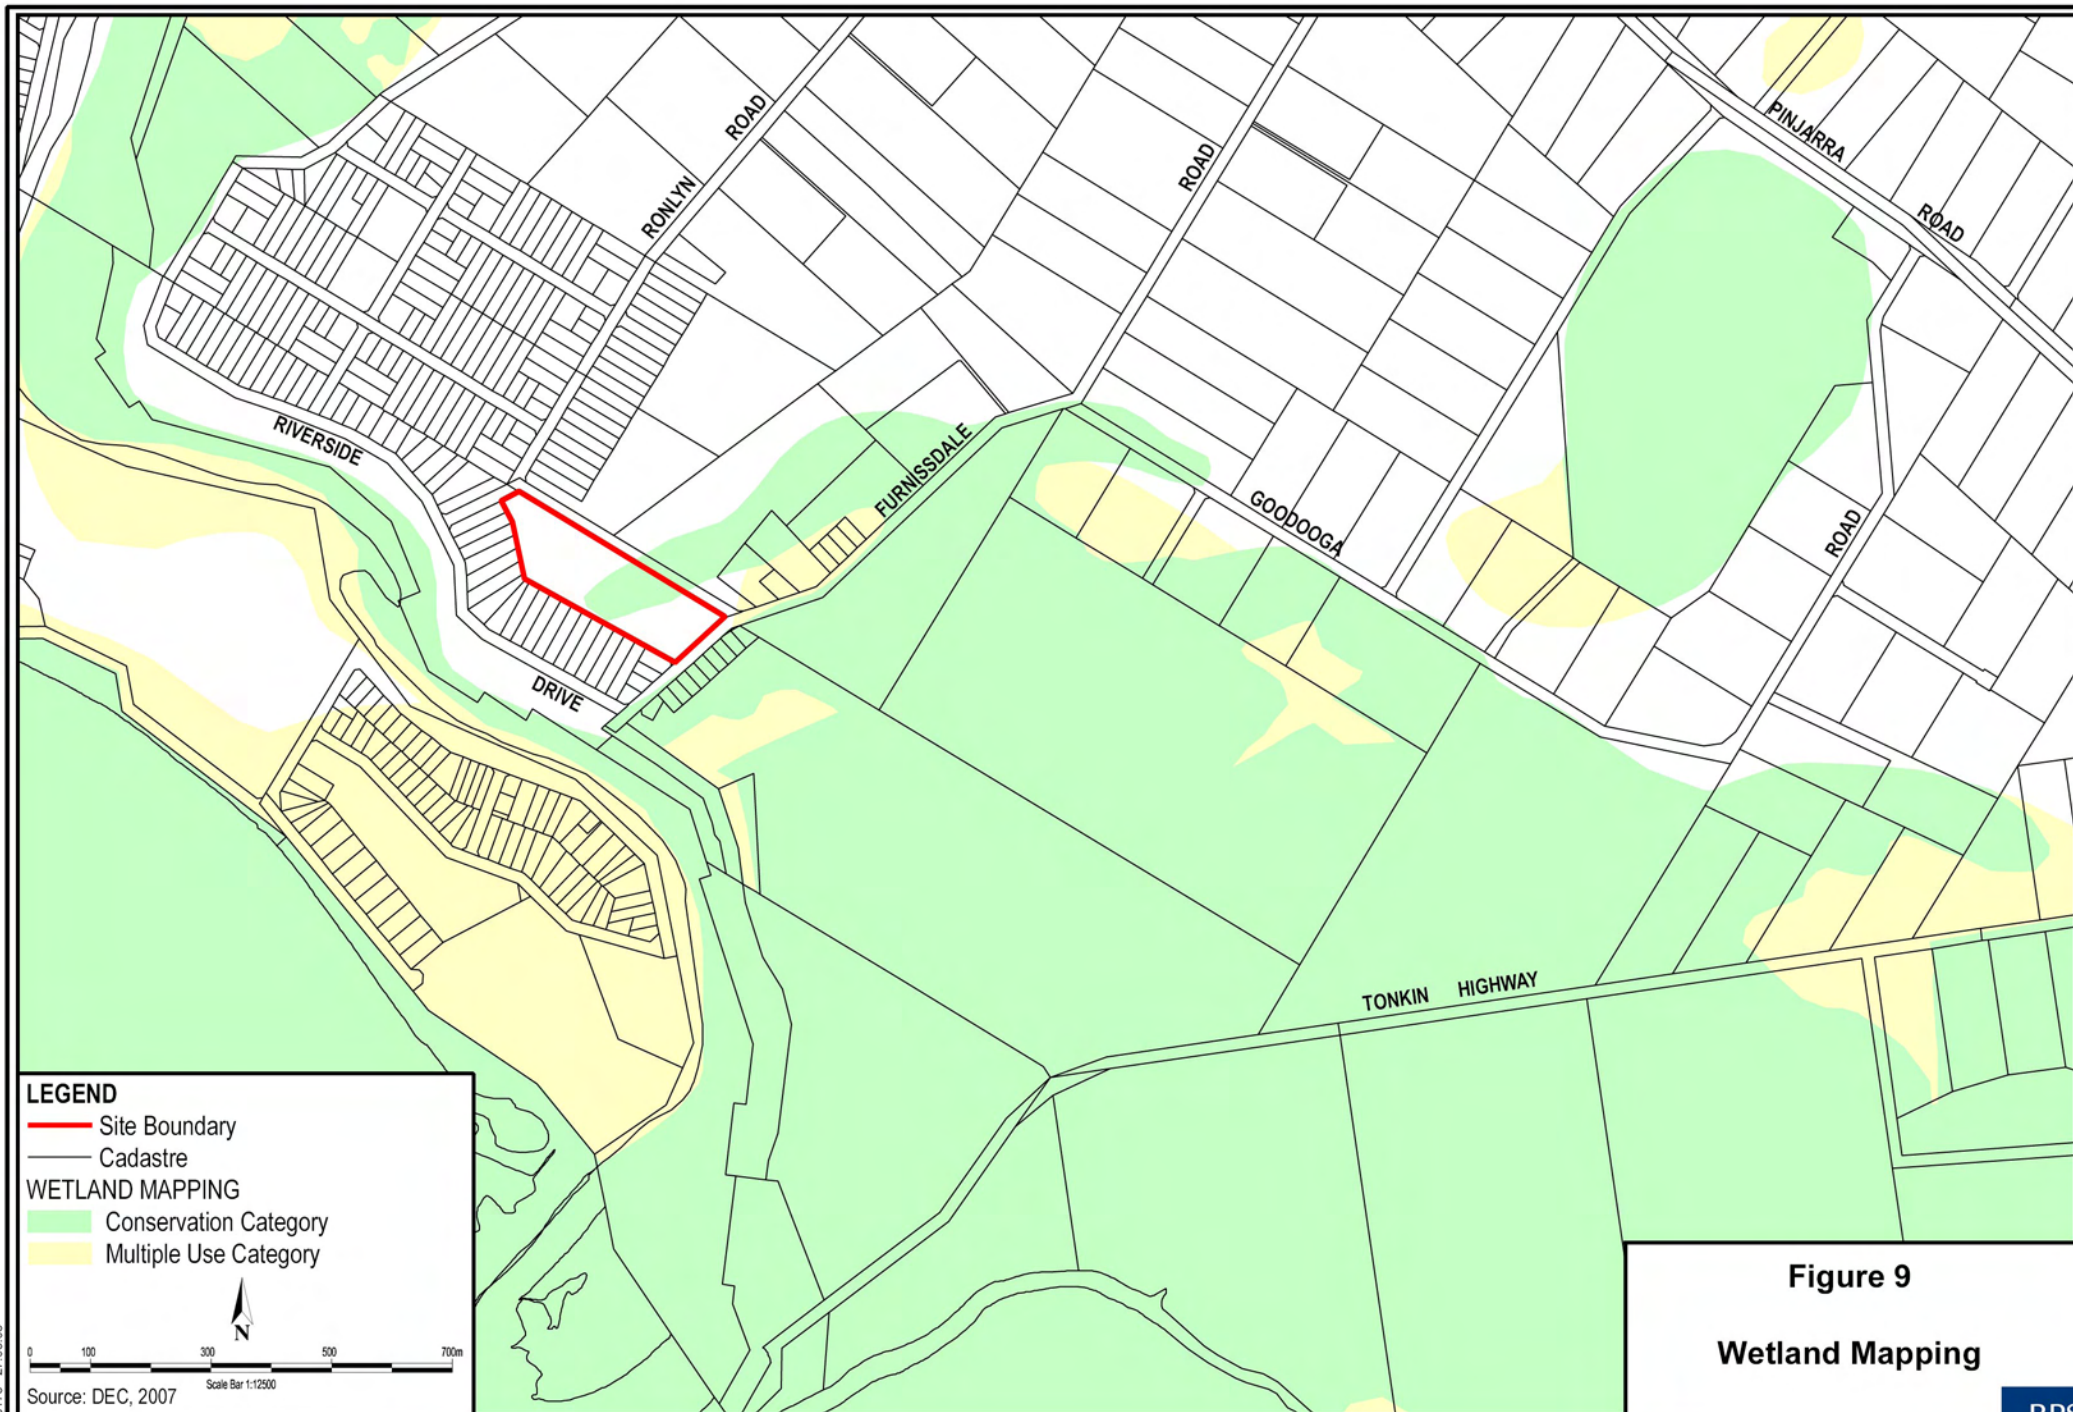 PINJARRA
ROAD
ROAD
RONLYN
ROAD
ROAD
RIVERSIDE
DRIVE
FURNISSDALE
GOODOOGA
ROAD
TONKIN HIGHWAY
LEGEND
Site Boundary
Cadastre
WETLAND MAPPING
Conservation Category
Multiple Use Category
N
0 100 300 500 700m
Scale Bar 1:12500
Source: DEC, 2007
Figure 9
Wetland Mapping